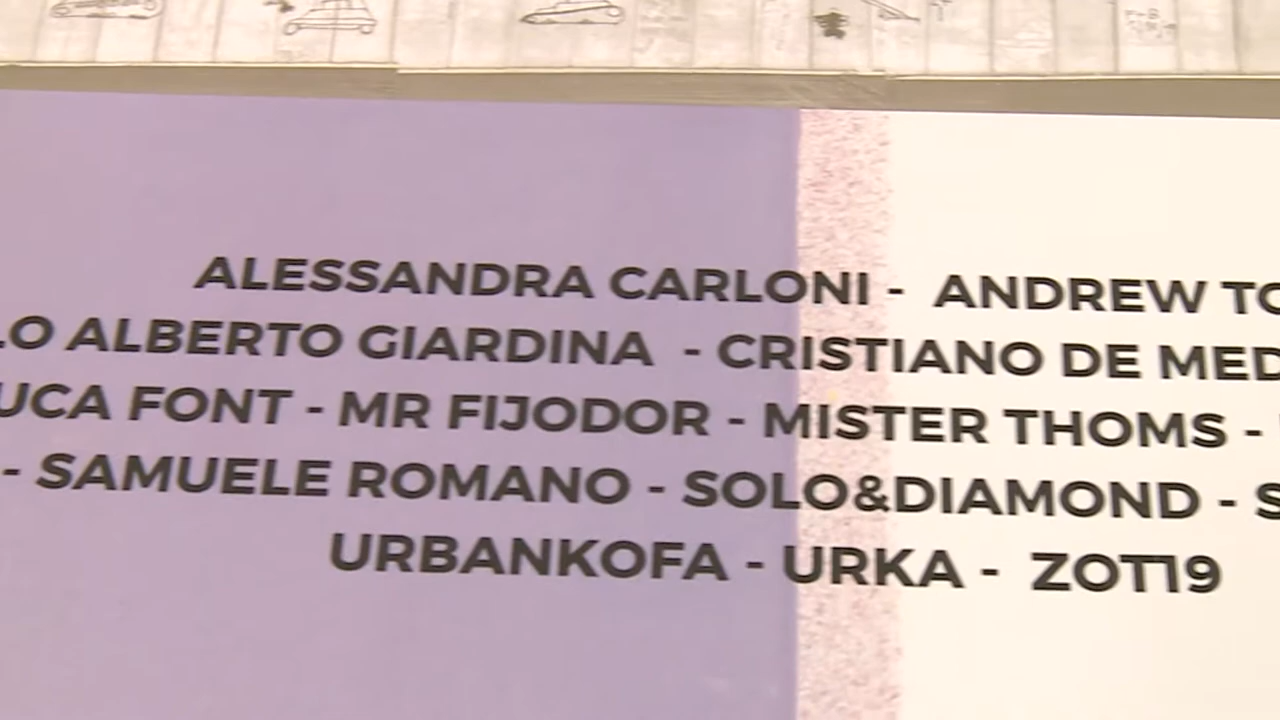 ALESSANDRA CARLONI - ANDREW
ALBERTO GIARDINA - CRISTIANO DE
FONT - MR FIJODOR - MISTER THOMS -
- SAMUELE ROMANO - SOLO&DIAMOND -
URBANKOFA - URKA - ZOT19